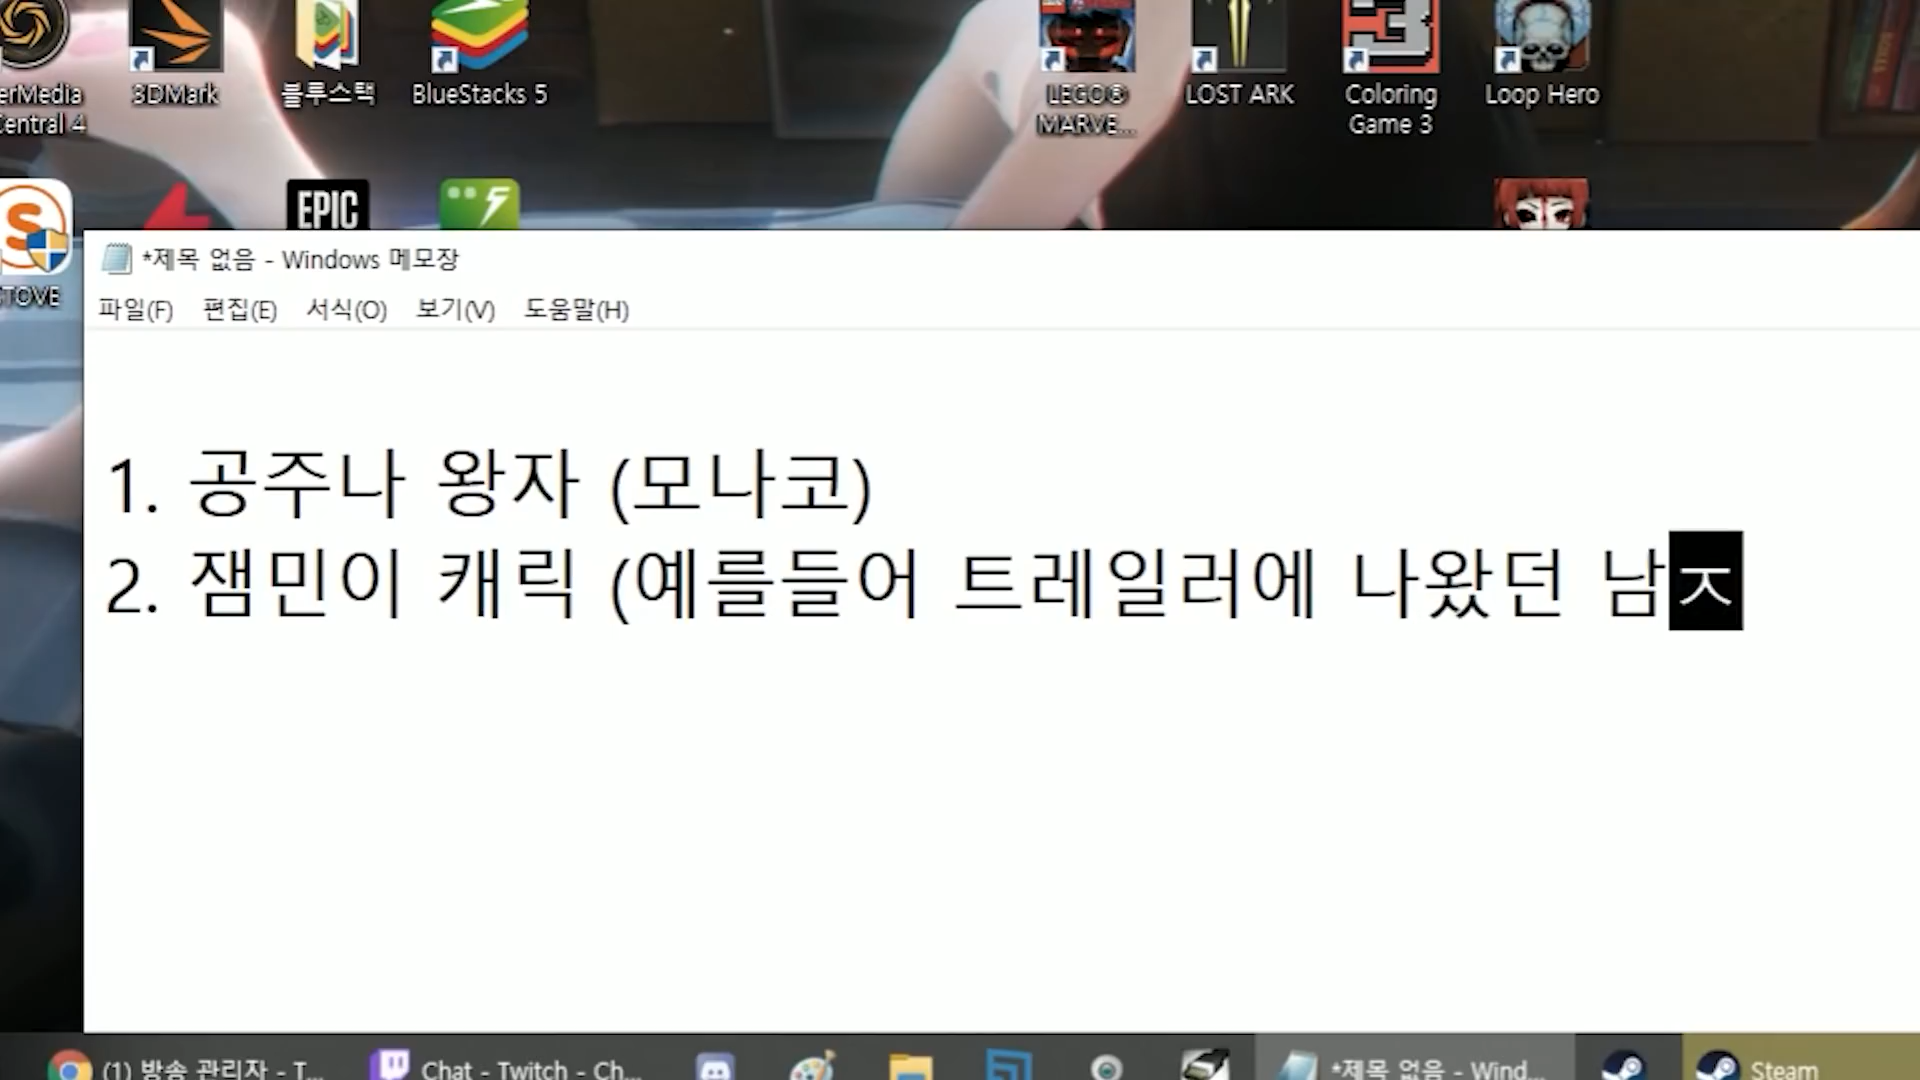 erMedia
Central 4
3DMark
블루스택
BlueStacks 5
LEGO®
MARVE...
LOST ARK
Coloring
Game 3
Loop Hero
EPIC
STOVE
*제목 없음 - Windows 메모장
파일(F) 편집(E) 서식(O) 보기(V) 도움말(H)
1. 공주나 왕자 (모나코)
2. 잼민이 캐릭 (예를들어 트레일러에 나왔던 남ㅈ
(1) 방송 관리자 - T...
Chat - Twitch - Ch...
*제목 없음 - Wind...
Steam